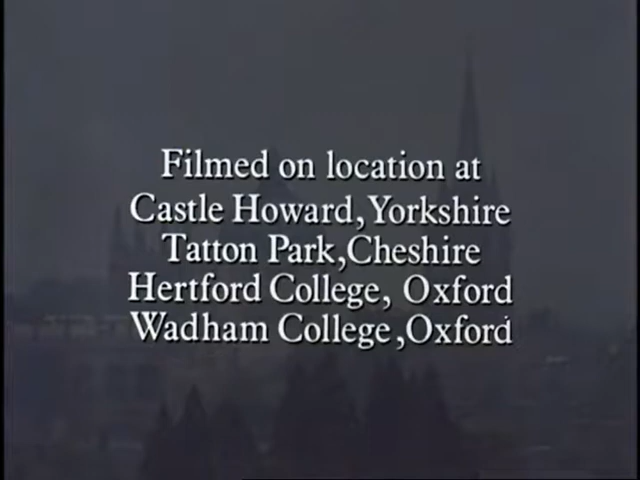 Filmed on location at
Castle Howard,Yorkshire
Tatton Park,Cheshire
Hertford College, Oxford
Wadham College,Oxford